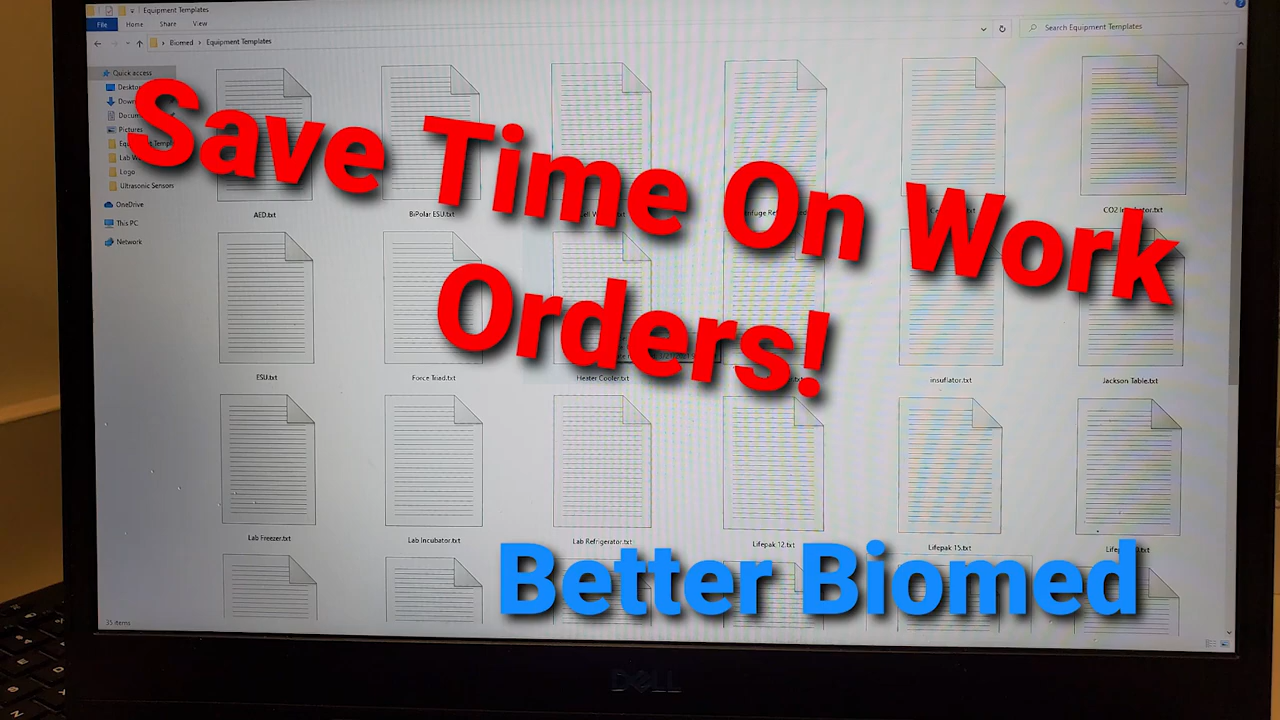 Equipment Templates
File Home Share View
Biomed > Equipment Templates
Search Equipment Templates
Quick access
Pictures
Logo
Ultrasonic Sensors
OneDrive
This PC
Network
Save Time On Work
Orders!
AED.txt BiPolar ESU.txt
ESU.txt Force Triad.txt Heater Cooler.txt insuflator.txt Jackson Table.txt
Lab Freezer.txt Lab Incubator.txt Lab Refrigerator.txt Lifepak 12.txt Lifepak 15.txt
Better Biomed
35 items
DELL